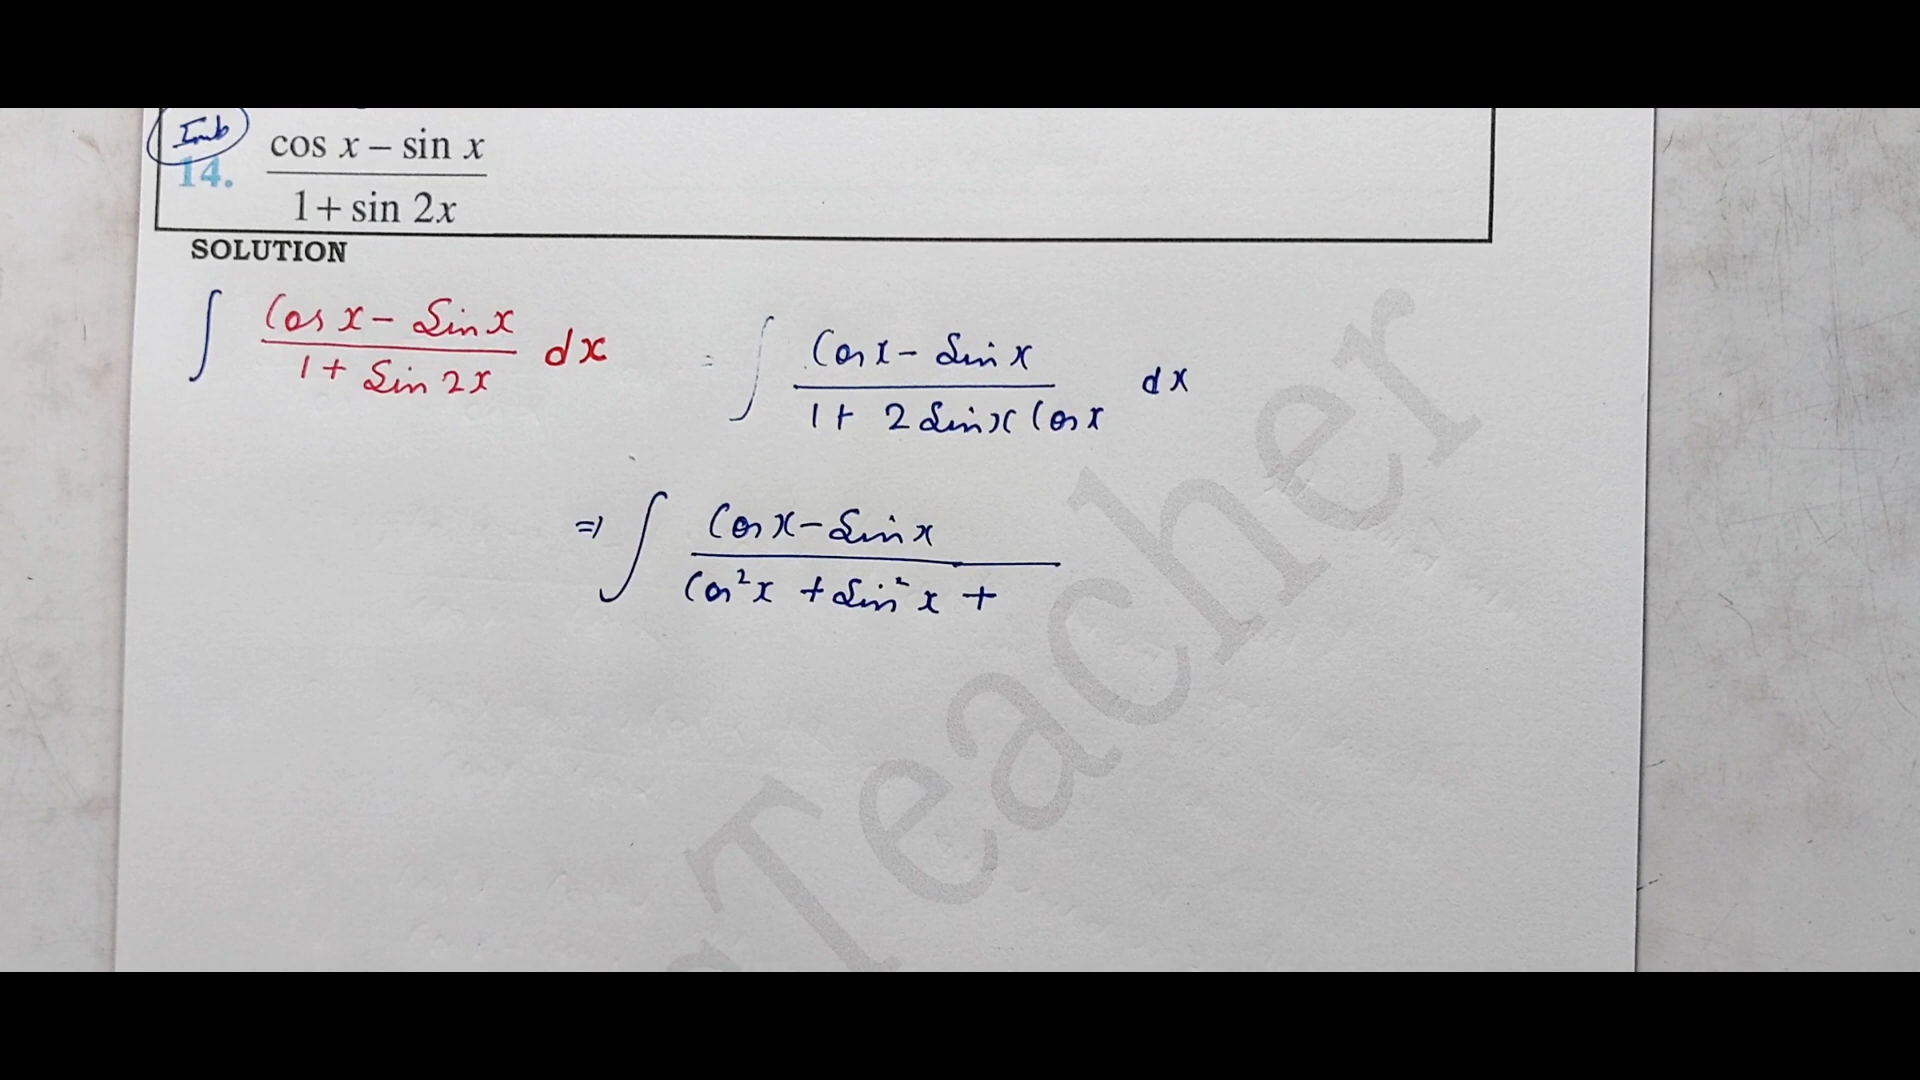 Imp
14. cos x – sin x / 1 + sin 2x
SOLUTION
∫ Cos x – Sin x / 1 + Sin 2x dx = ∫ Cos x – Sin x / 1 + 2 Sin x Cos x dx
⇒ ∫ Cos x – Sin x / Cos²x + Sin²x +
Teacher